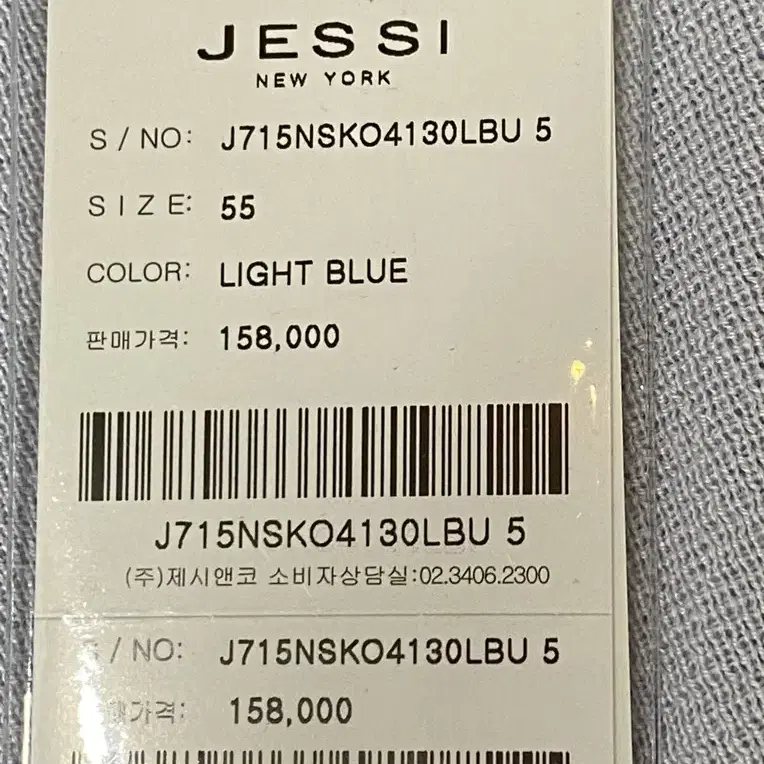 JESSI
NEW YORK
S / NO: J715NSKO4130LBU 5
SIZE: 55
COLOR: LIGHT BLUE
판매가격: 158,000
J715NSKO4130LBU 5
(주)제시앤코 소비자상담실:02.3406.2300
/ NO: J715NSKO4130LBU 5
매가격: 158,000